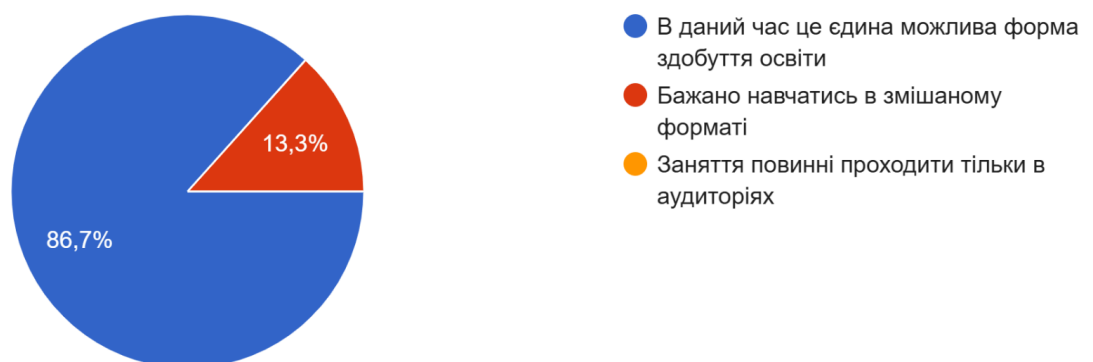 В даний час це єдина можлива форма
здобуття освіти
Бажано навчатись в змішаному
форматі
Заняття повинні проходити тільки в
аудиторіях
13,3%
86,7%